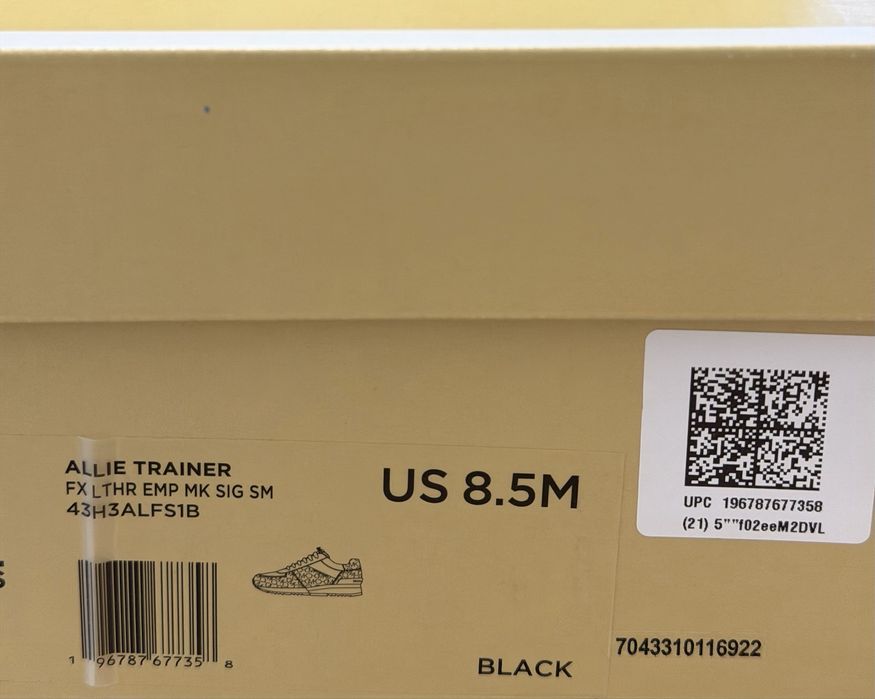 ALLIE TRAINER
FX LTHR EMP MK SIG SM
43H3ALFS1B
US 8.5M
1 96787 67735 8
BLACK
UPC 196787677358
(21) 5""f02eeM2DVL
7043310116922